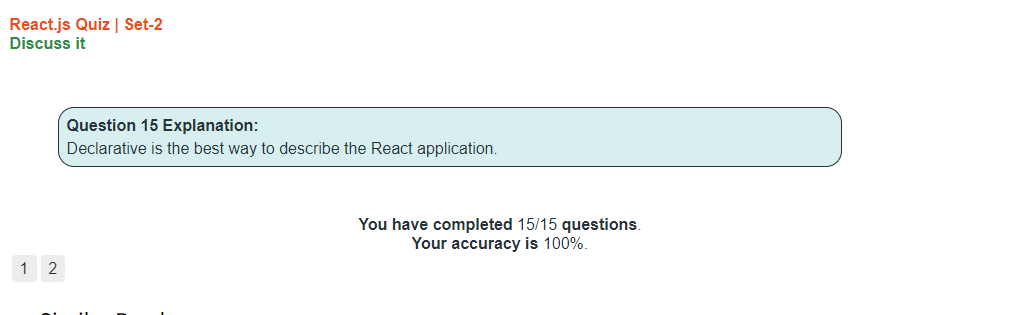 React.js Quiz | Set-2
Discuss it
Question 15 Explanation:
Declarative is the best way to describe the React application.
You have completed 15/15 questions.
Your accuracy is 100%.
1 2